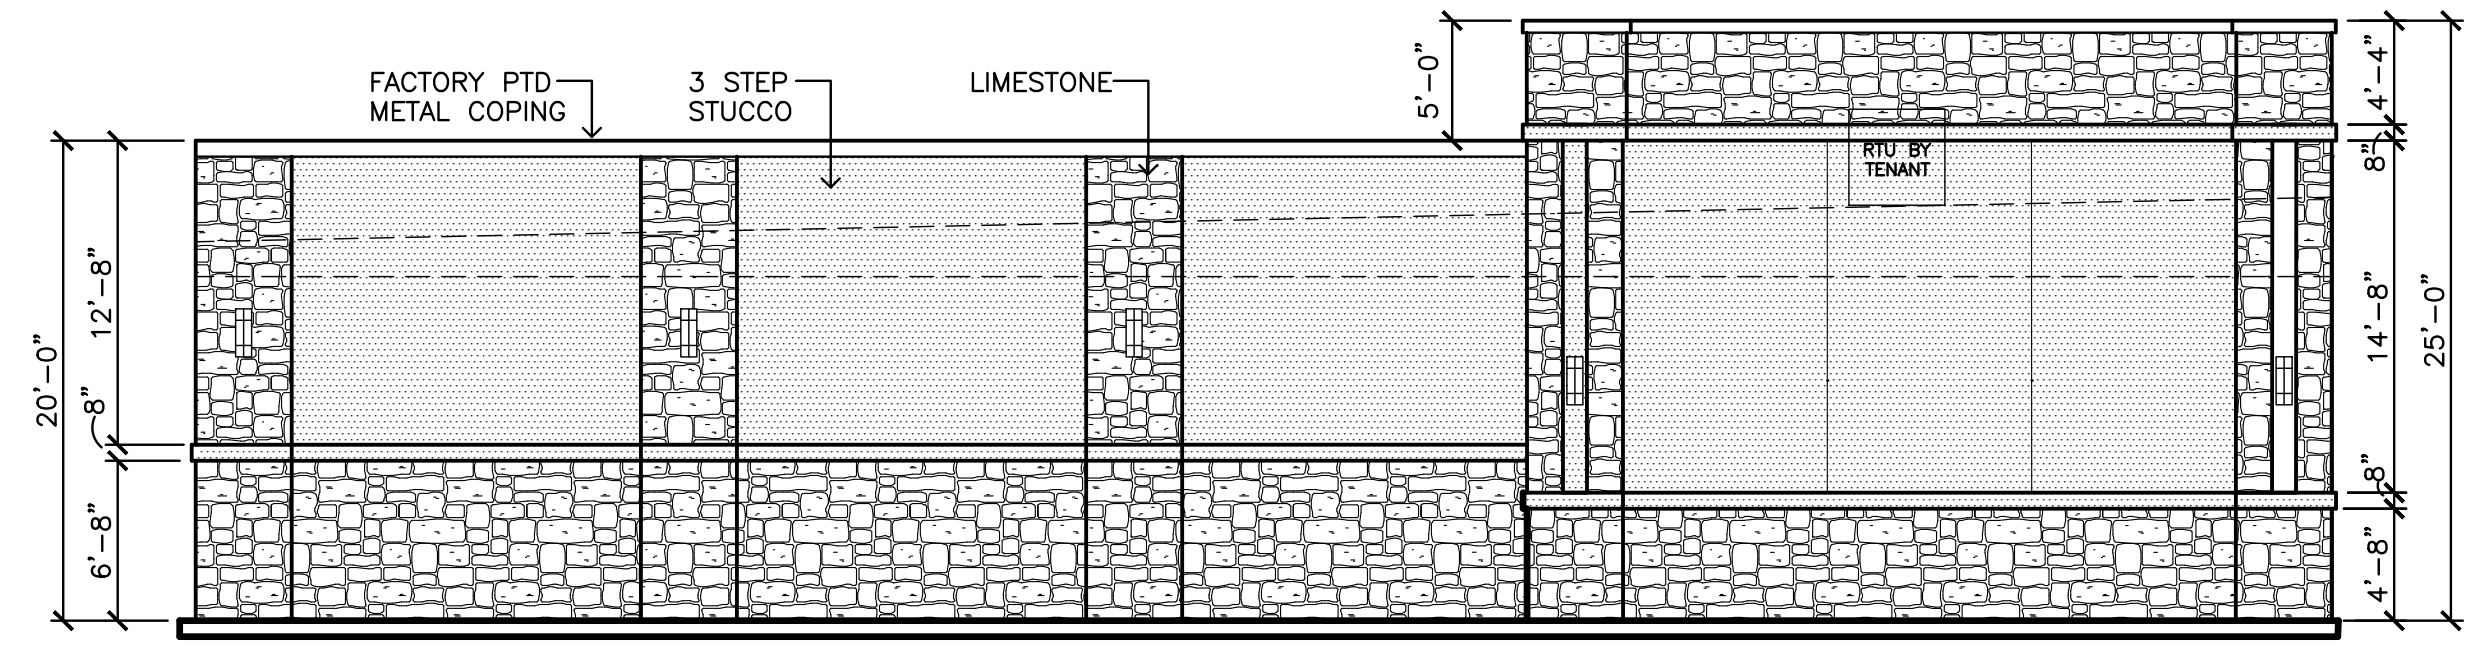 FACTORY PTD
METAL COPING
3 STEP
STUCCO
LIMESTONE
5'-0"
4'-4"
8"
RTU BY
TENANT
12'-8"
20'-0"
8"
6'-8"
14'-8"
25'-0"
8"
4'-8"